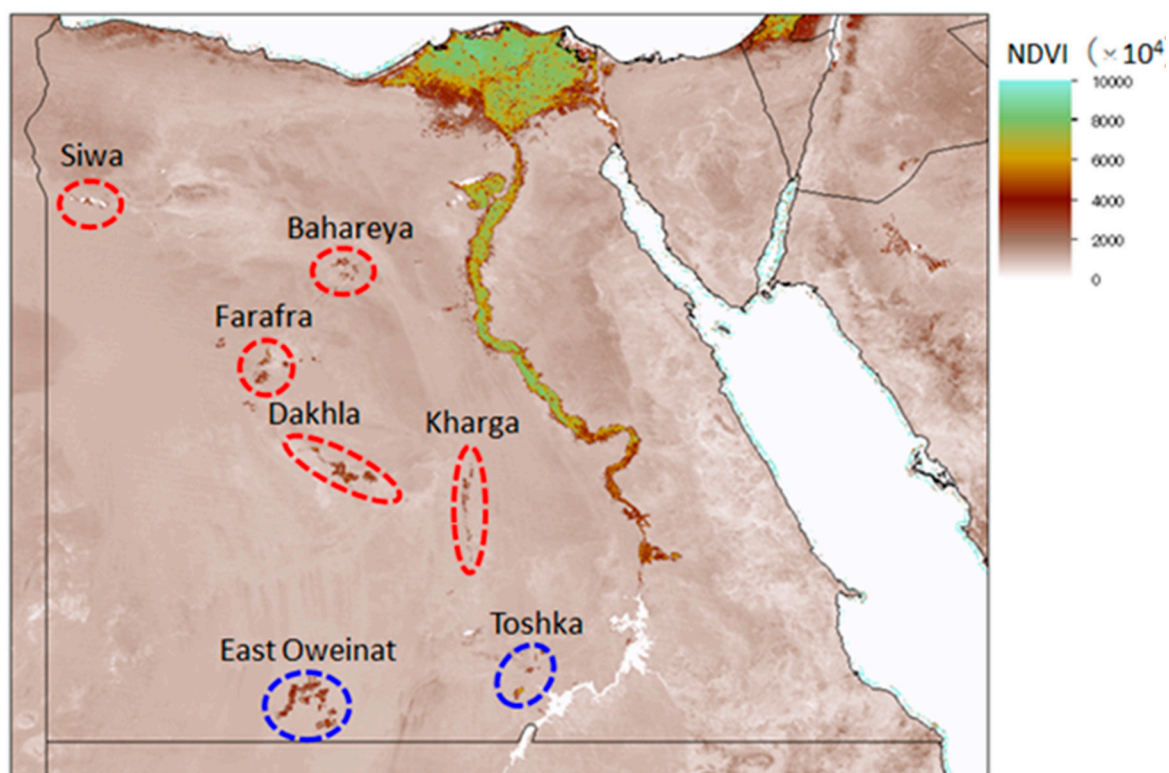 NDVI (×10⁴)
10000
8000
6000
4000
2000
0
Siwa
Bahareya
Farafra
Dakhla
Kharga
Toshka
East Oweinat